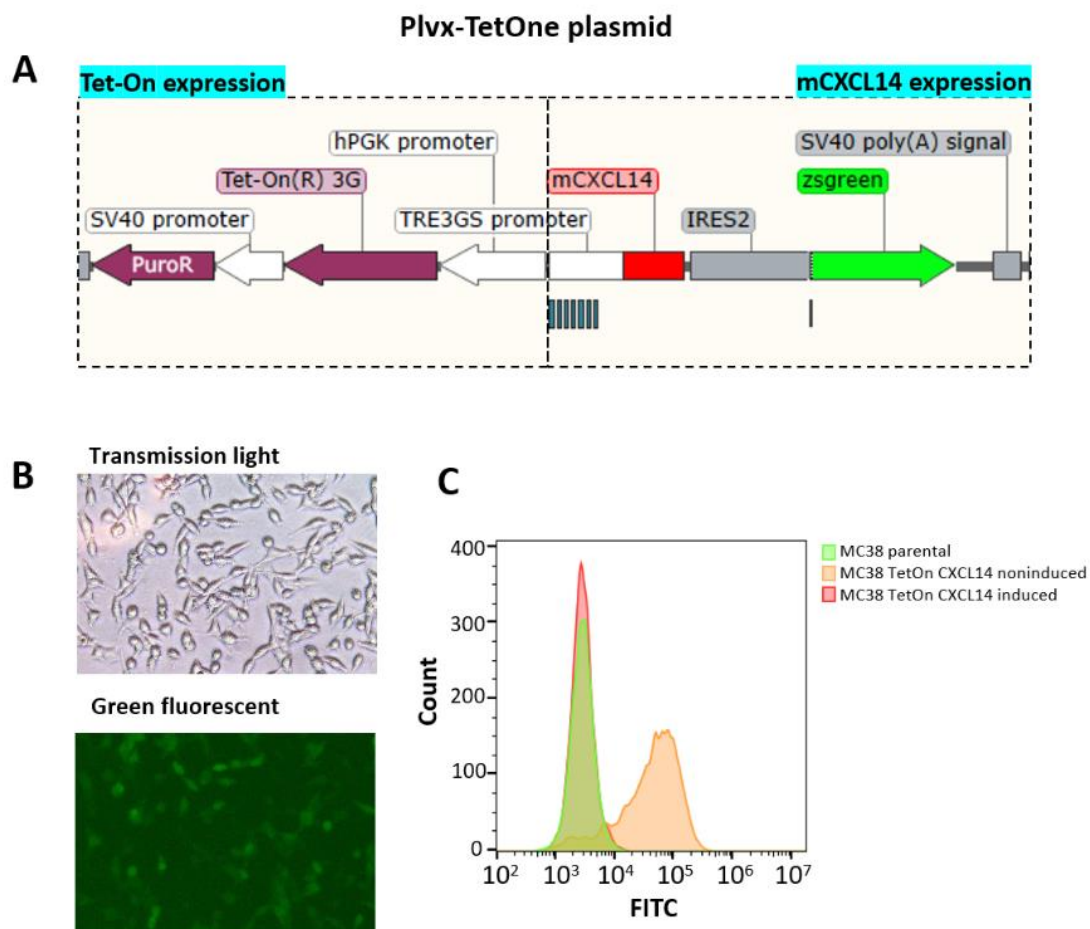 Plvx-TetOne plasmid
A
Tet-On expression
mCXCL14 expression
hPGK promoter
SV40 poly(A) signal
Tet-On(R) 3G
mCXCL14
zsgreen
SV40 promoter
TRE3GS promoter
IRES2
PuroR
B
Transmission light
Green fluorescent
C
400
300
200
100
0
Count
10² 10³ 10⁴ 10⁵ 10⁶ 10⁷
FITC
MC38 parental
MC38 TetOn CXCL14 noninduced
MC38 TetOn CXCL14 induced